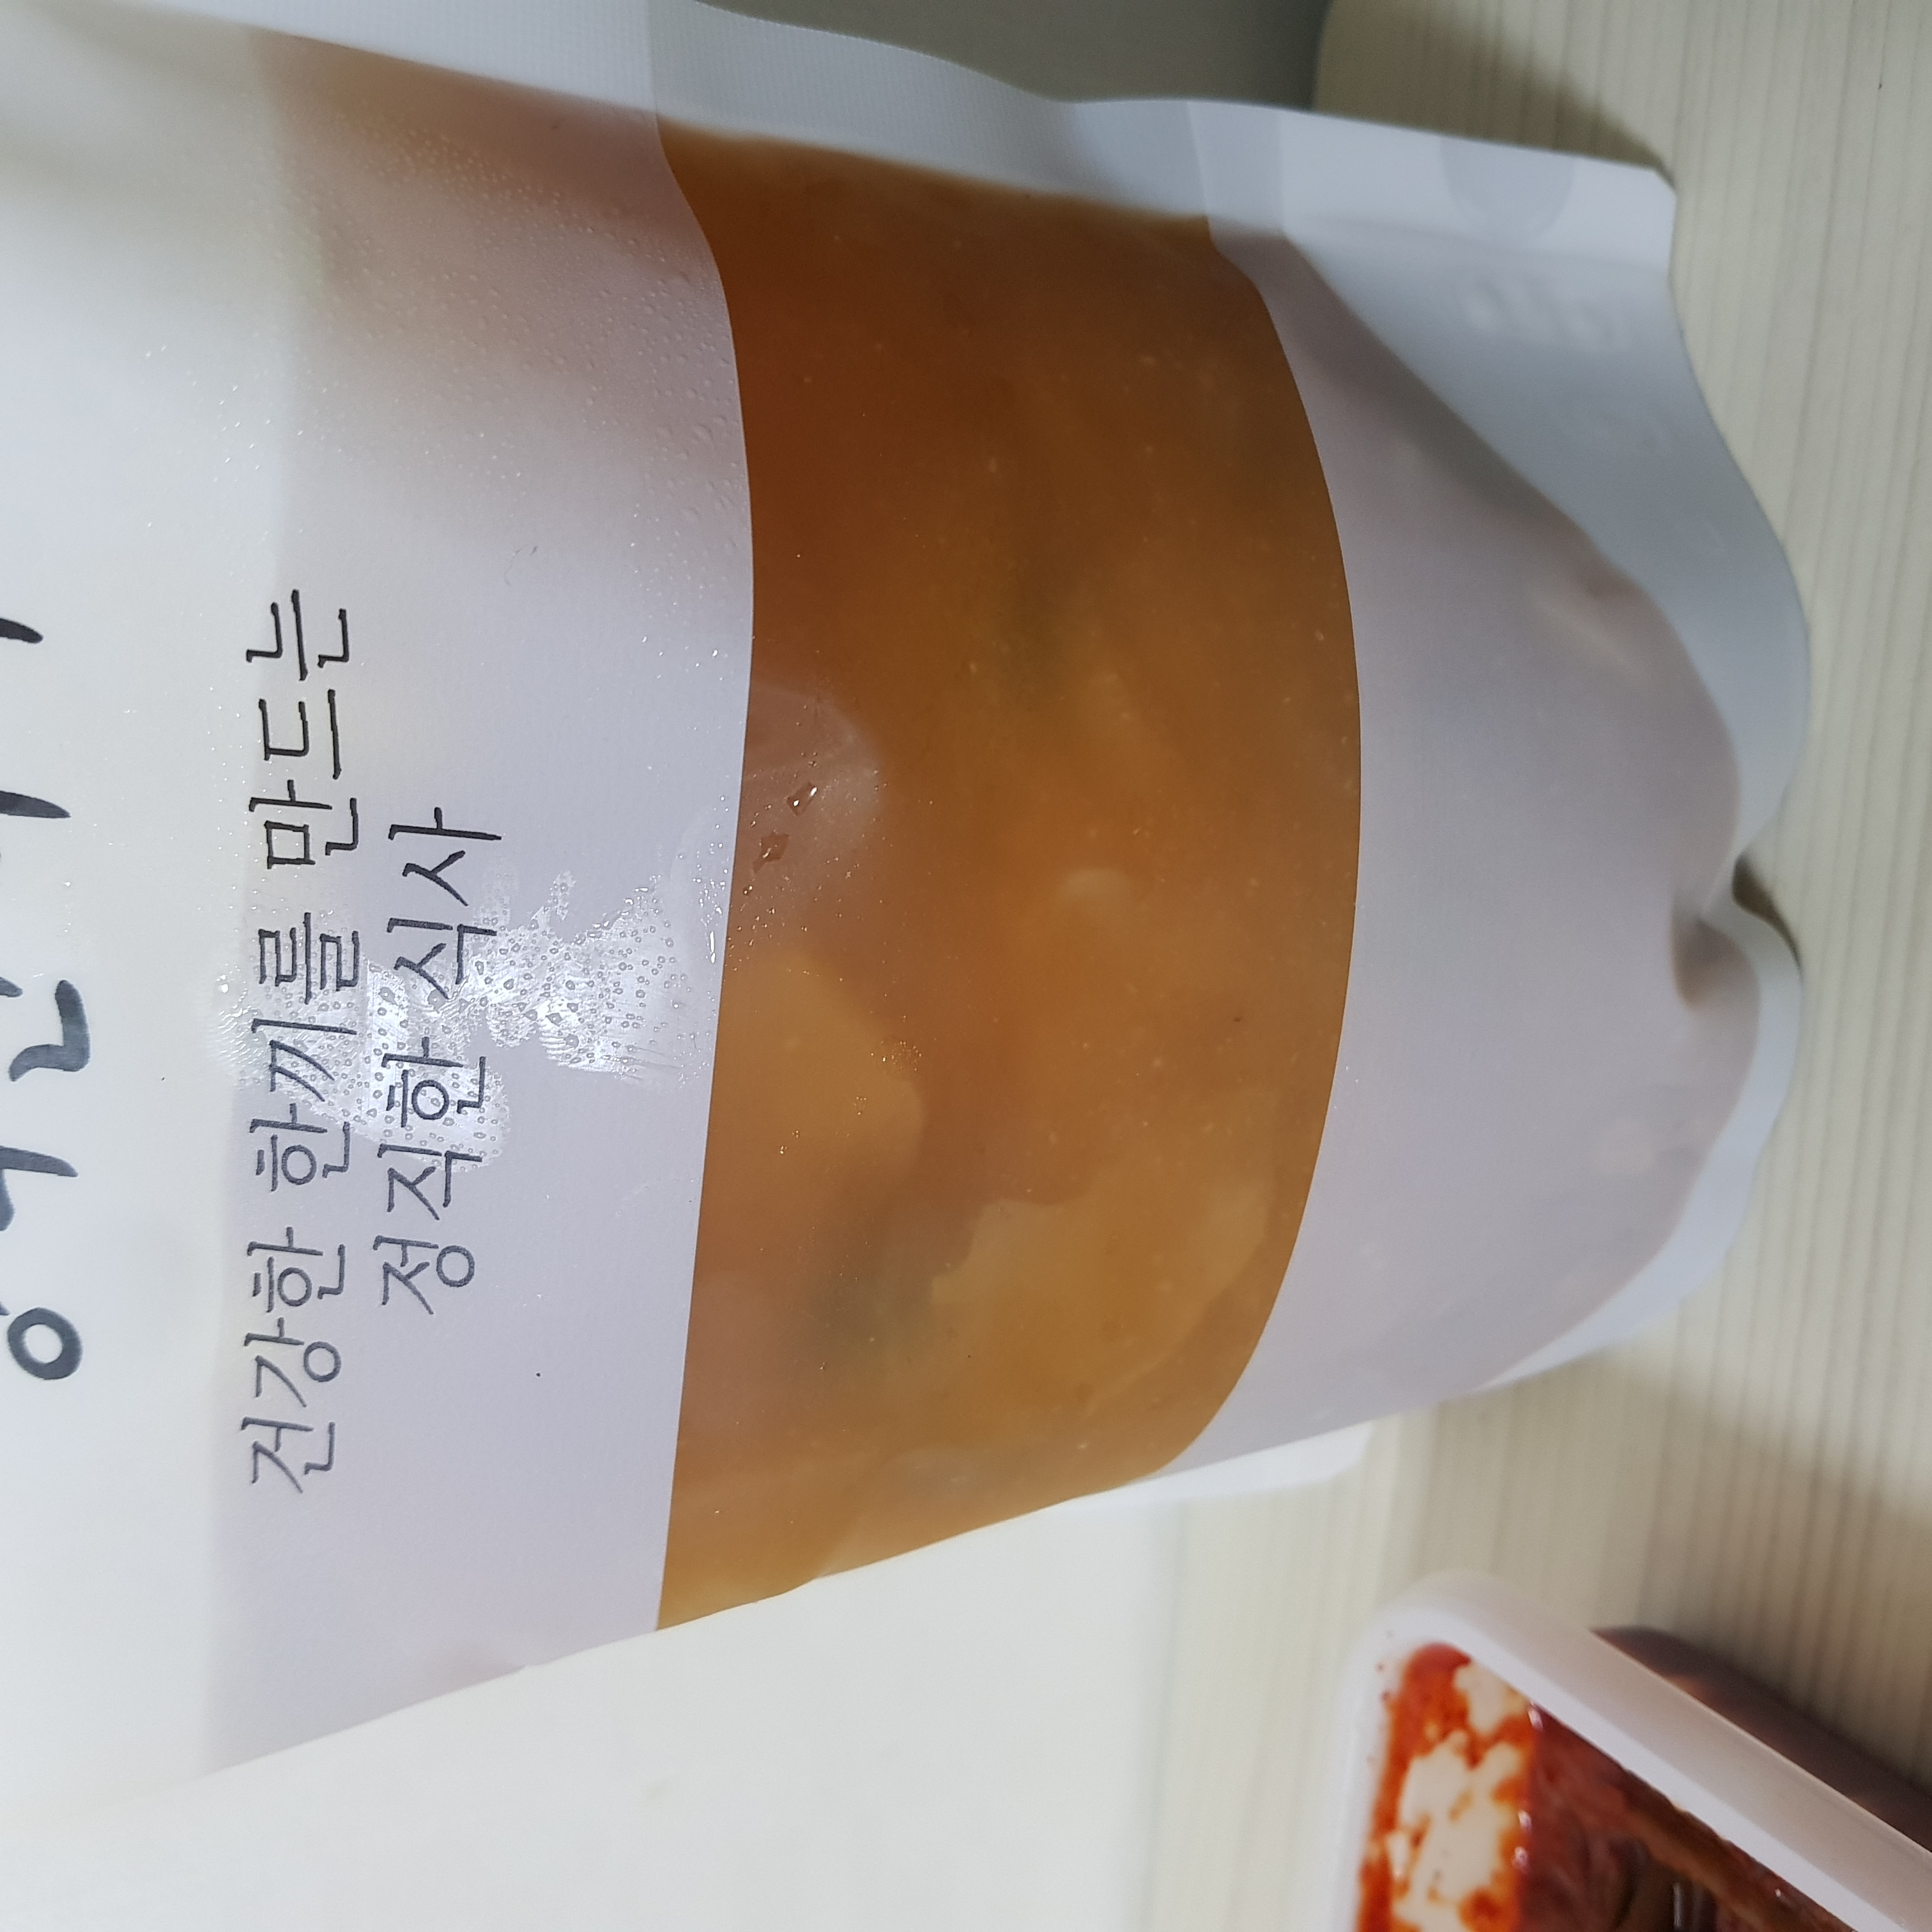 건강한 한끼를 만드는
정직한 식사